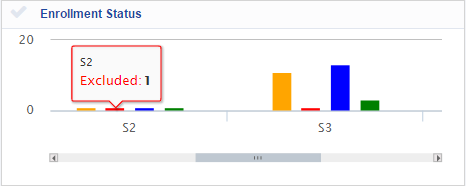 Enrollment Status
20
S2
Excluded: 1
0
S2 S3